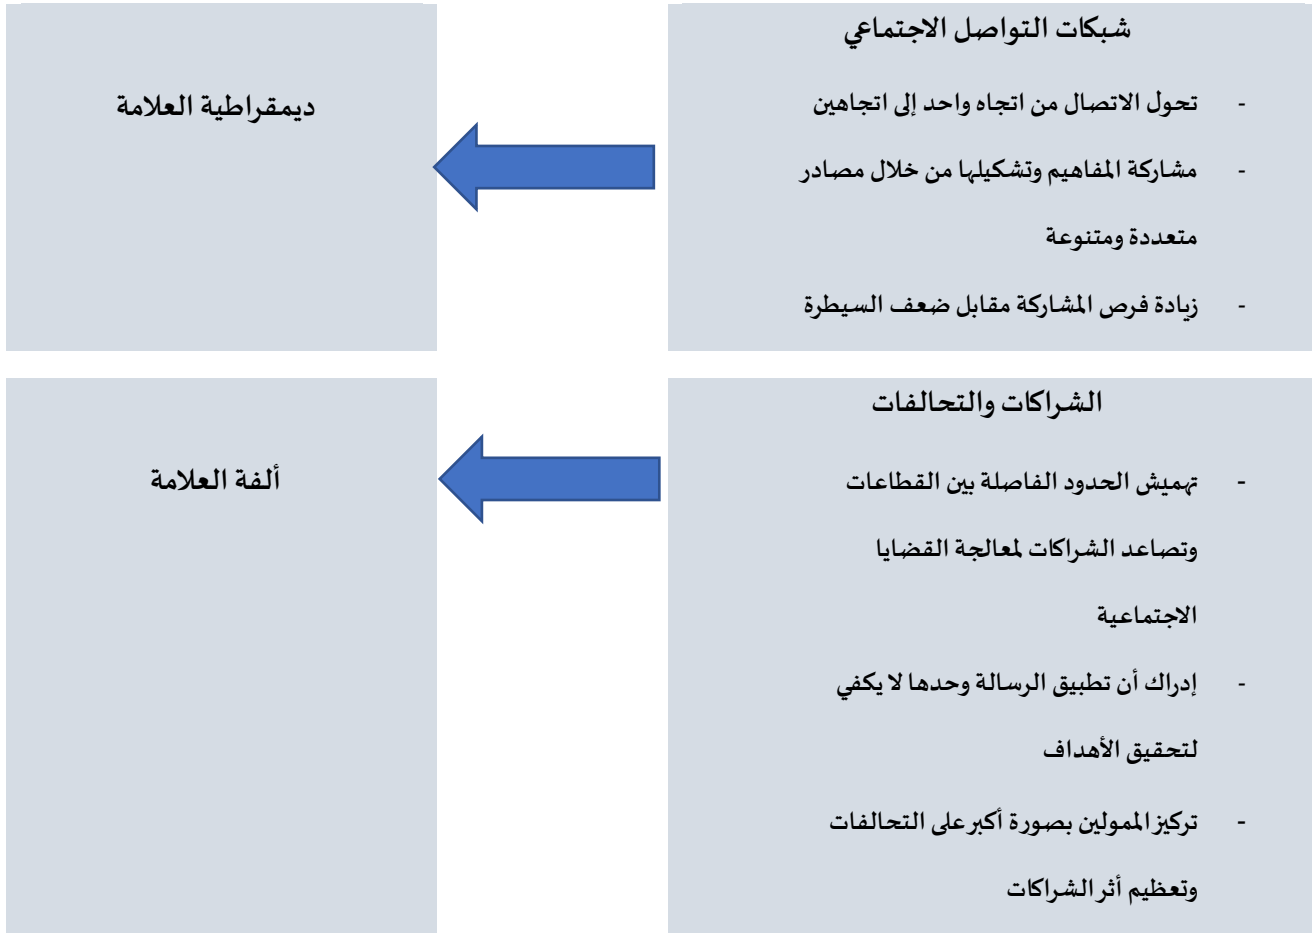 شبكات التواصل الاجتماعي
- تحول الاتصال من اتجاه واحد إلى اتجاهين
- مشاركة المفاهيم وتشكيلها من خلال مصادر
متعددة ومتنوعة
- زيادة فرص المشاركة مقابل ضعف السيطرة
ديمقراطية العلامة
الشراكات والتحالفات
- تهميش الحدود الفاصلة بين القطاعات
وتصاعد الشراكات لمعالجة القضايا
الاجتماعية
- إدراك أن تطبيق الرسالة وحدها لا يكفي
لتحقيق الأهداف
- تركيز الممولين بصورة أكبر على التحالفات
وتعظيم أثر الشراكات
ألفة العلامة